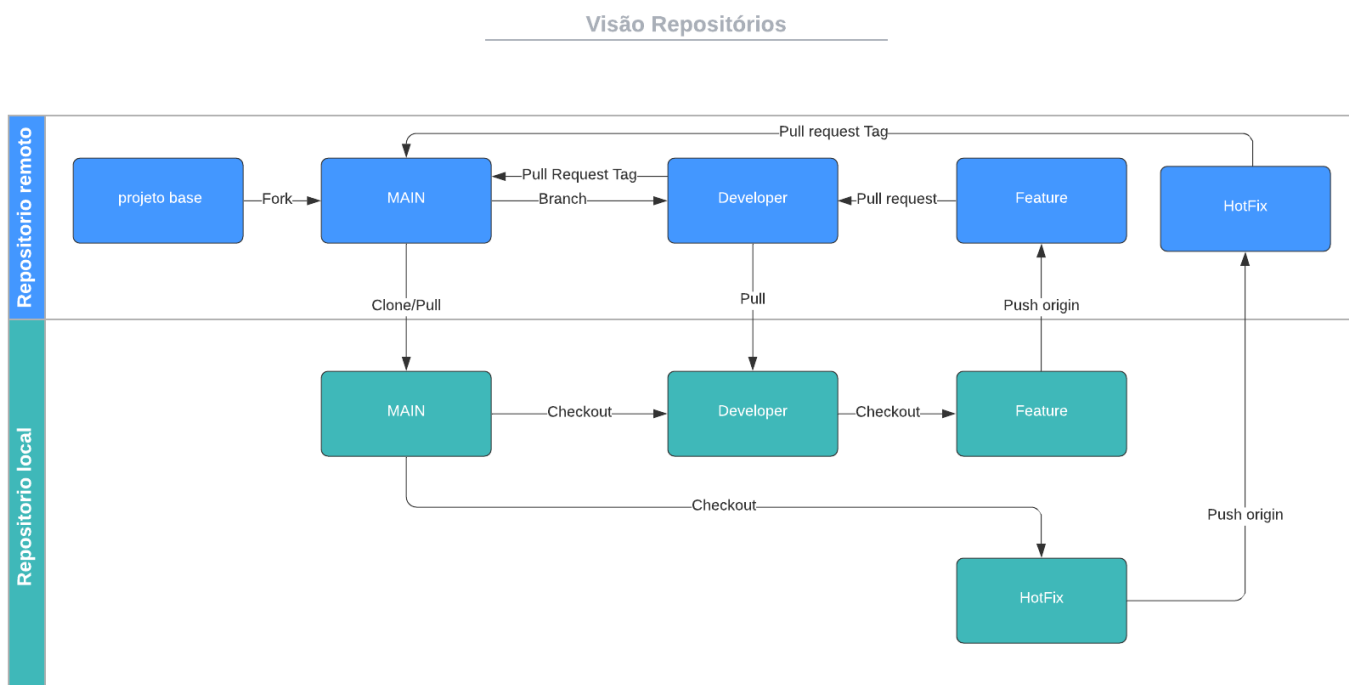 Visão Repositórios
Repositorio remoto
Pull request Tag
projeto base
Fork
MAIN
Pull Request Tag
Branch
Developer
Pull request
Feature
HotFix
Clone/Pull
Pull
Push origin
Repositorio local
MAIN
Checkout
Developer
Checkout
Feature
Checkout
Push origin
HotFix